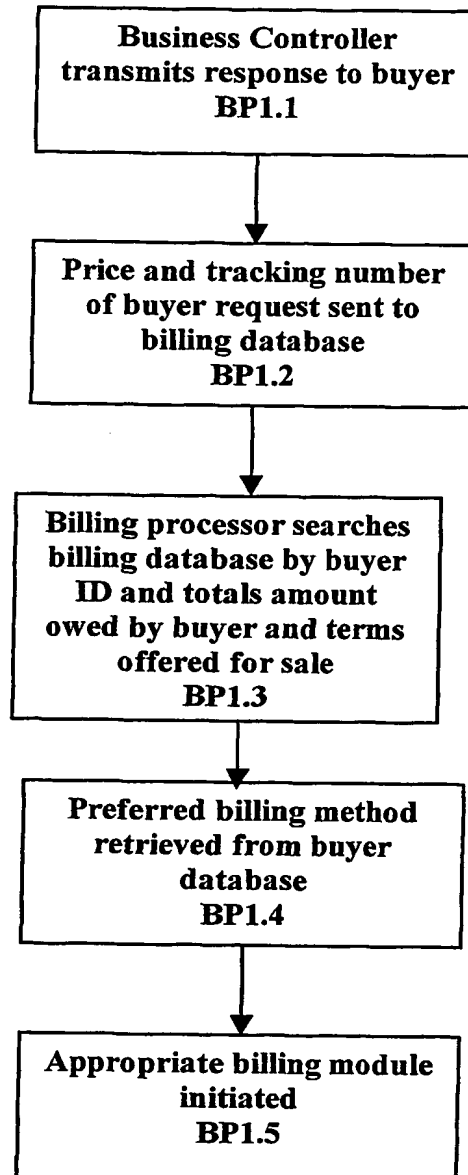 Business Controller
transmits response to buyer
BP1.1
Price and tracking number
of buyer request sent to
billing database
BP1.2
Billing processor searches
billing database by buyer
ID and totals amount
owed by buyer and terms
offered for sale
BP1.3
Preferred billing method
retrieved from buyer
database
BP1.4
Appropriate billing module
initiated
BP1.5